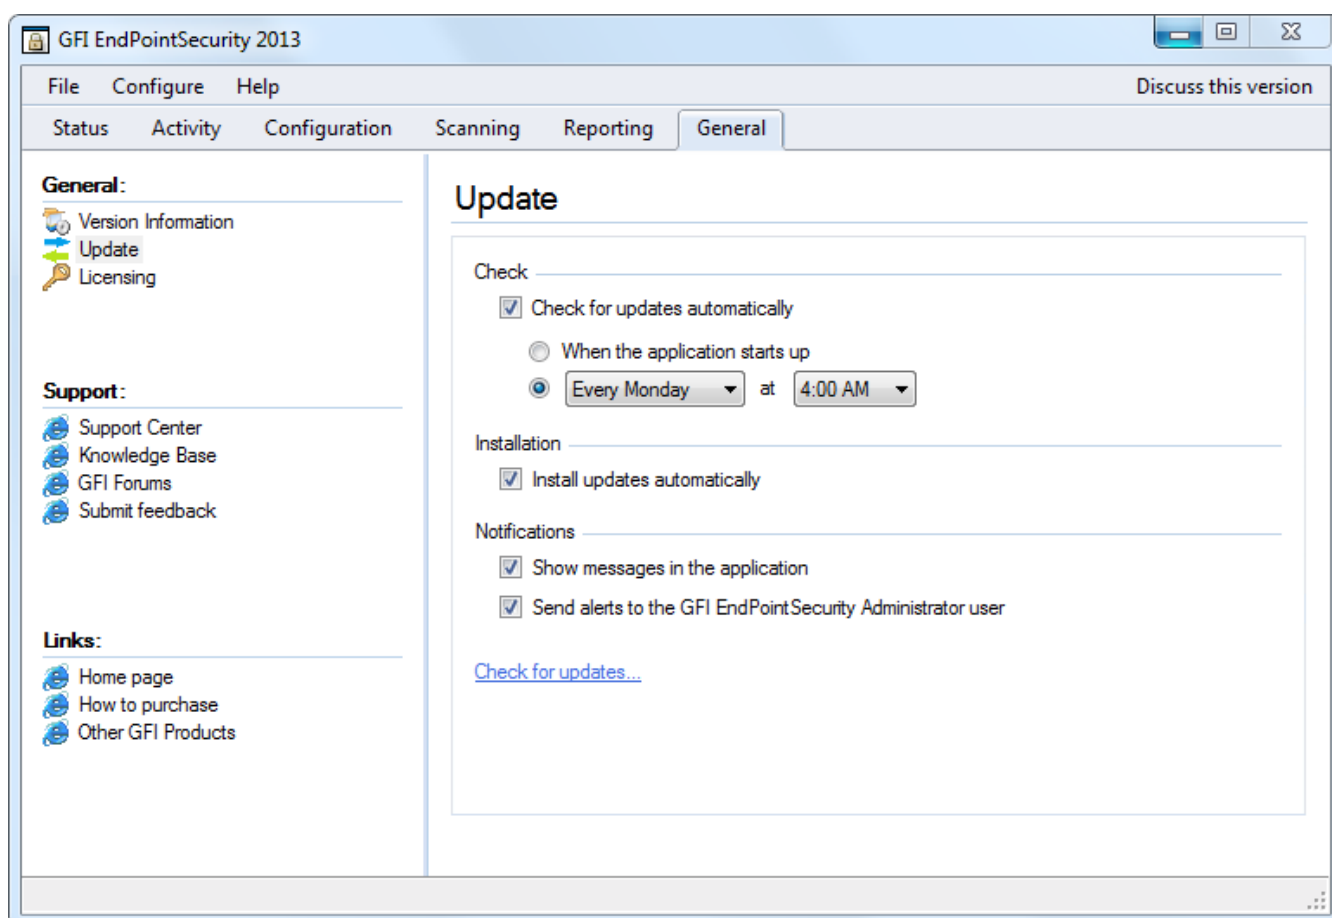 GFI EndPointSecurity 2013
File Configure Help Discuss this version
Status Activity Configuration Scanning Reporting General
General:
Version Information
Update
Licensing
Support:
Support Center
Knowledge Base
GFI Forums
Submit feedback
Links:
Home page
How to purchase
Other GFI Products
Update
Check
Check for updates automatically
When the application starts up
Every Monday at 4:00 AM
Installation
Install updates automatically
Notifications
Show messages in the application
Send alerts to the GFI EndPointSecurity Administrator user
Check for updates...